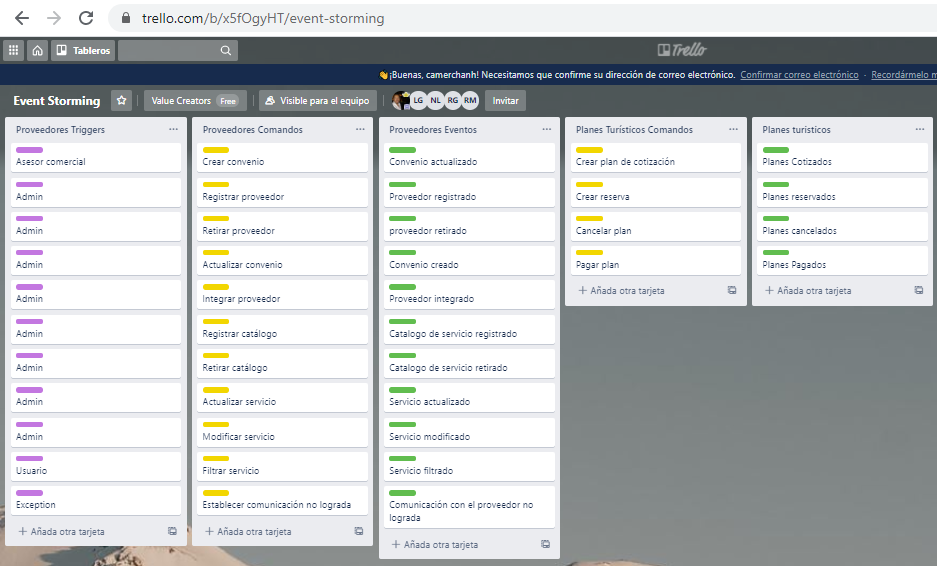 trello.com/b/x5fOgyHT/event-storming
Tableros
Trello
¡Buenas, camerchanh! Necesitamos que confirme su dirección de correo electrónico. Confirmar correo electrónico · Recordármelo m
Event Storming
Value Creators Free
Visible para el equipo
LG NL RG RM
Invitar
Proveedores Triggers
Asesor comercial
Admin
Admin
Admin
Admin
Admin
Admin
Admin
Admin
Usuario
Exception
+ Añada otra tarjeta
Proveedores Comandos
Crear convenio
Registrar proveedor
Retirar proveedor
Actualizar convenio
Integrar proveedor
Registrar catálogo
Retirar catálogo
Actualizar servicio
Modificar servicio
Filtrar servicio
Establecer comunicación no lograda
+ Añada otra tarjeta
Proveedores Eventos
Convenio actualizado
Proveedor registrado
proveedor retirado
Convenio creado
Proveedor integrado
Catalogo de servicio registrado
Catalogo de servicio retirado
Servicio actualizado
Servicio modificado
Servicio filtrado
Comunicación con el proveedor no
lograda
+ Añada otra tarjeta
Planes Turísticos Comandos
Crear plan de cotización
Crear reserva
Cancelar plan
Pagar plan
+ Añada otra tarjeta
Planes turísticos
Planes Cotizados
Planes reservados
Planes cancelados
Planes Pagados
+ Añada otra tarjeta